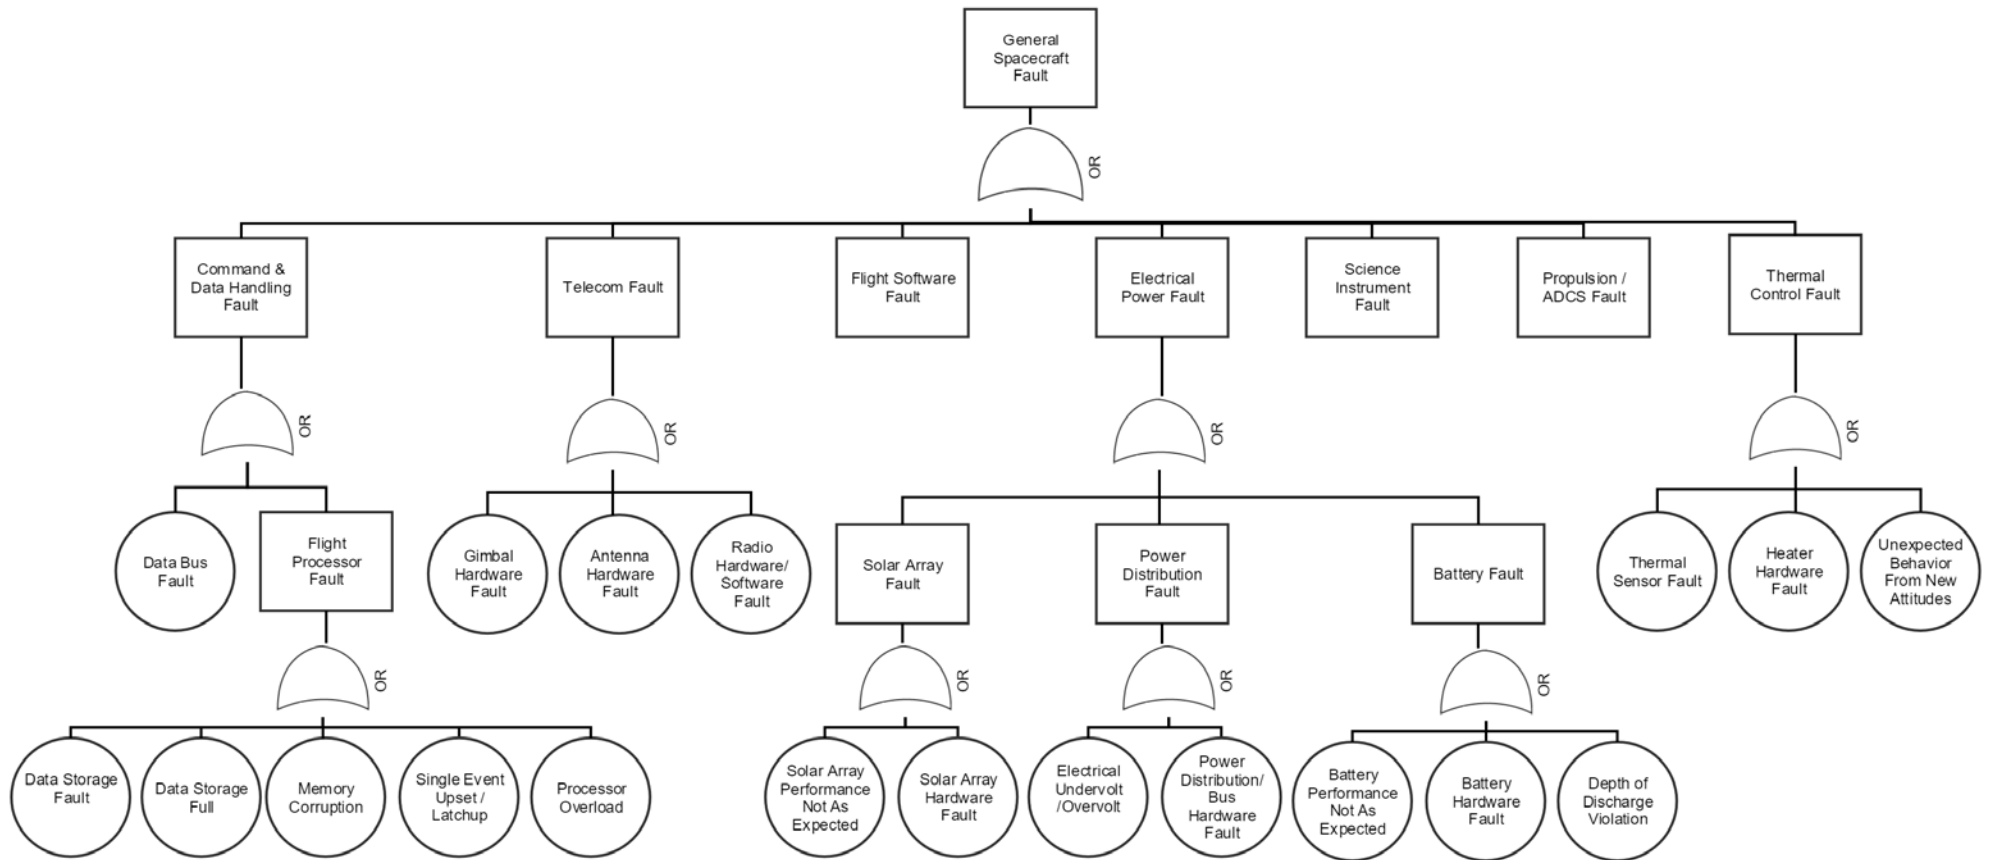 General
Spacecraft
Fault
OR
Command &
Data Handling
Fault
Telecom Fault
Flight Software
Fault
Electrical
Power Fault
Science
Instrument
Fault
Propulsion /
ADCS Fault
Thermal
Control Fault
OR
OR
OR
OR
Data Bus
Fault
Flight
Processor
Fault
Gimbal
Hardware
Fault
Antenna
Hardware
Fault
Radio
Hardware/
Software
Fault
Solar Array
Fault
Power
Distribution
Fault
Battery Fault
Thermal
Sensor Fault
Heater
Hardware
Fault
Unexpected
Behavior
From New
Attitudes
OR
OR
OR
OR
Data Storage
Fault
Data Storage
Full
Memory
Corruption
Single Event
Upset /
Latchup
Processor
Overload
Solar Array
Performance
Not As
Expected
Solar Array
Hardware
Fault
Electrical
Undervolt
/Overvolt
Power
Distribution/
Bus
Hardware
Fault
Battery
Performance
Not As
Expected
Battery
Hardware
Fault
Depth of
Discharge
Violation